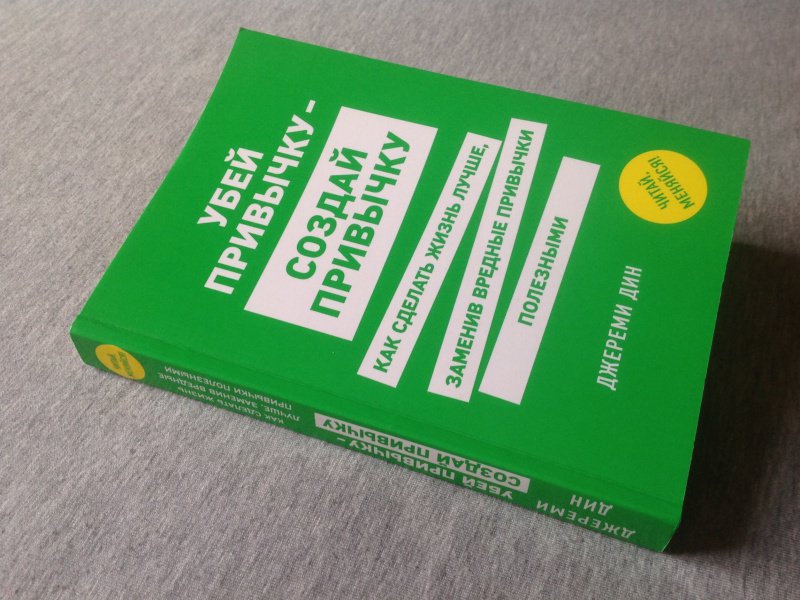 УБЕЙ
ПРИВЫЧКУ –
СОЗДАЙ
ПРИВЫЧКУ
КАК СДЕЛАТЬ ЖИЗНЬ ЛУЧШЕ,
ЗАМЕНИВ ВРЕДНЫЕ ПРИВЫЧКИ
ПОЛЕЗНЫМИ
ЧИТАЙ,
МЕНЯЙСЯ!
ДЖЕРЕМИ ДИН
ДЖЕРЕМИ
ДИН
УБЕЙ ПРИВЫЧКУ –
СОЗДАЙ ПРИВЫЧКУ
КАК СДЕЛАТЬ ЖИЗНЬ
ЛУЧШЕ, ЗАМЕНИВ ВРЕДНЫЕ
ПРИВЫЧКИ ПОЛЕЗНЫМИ